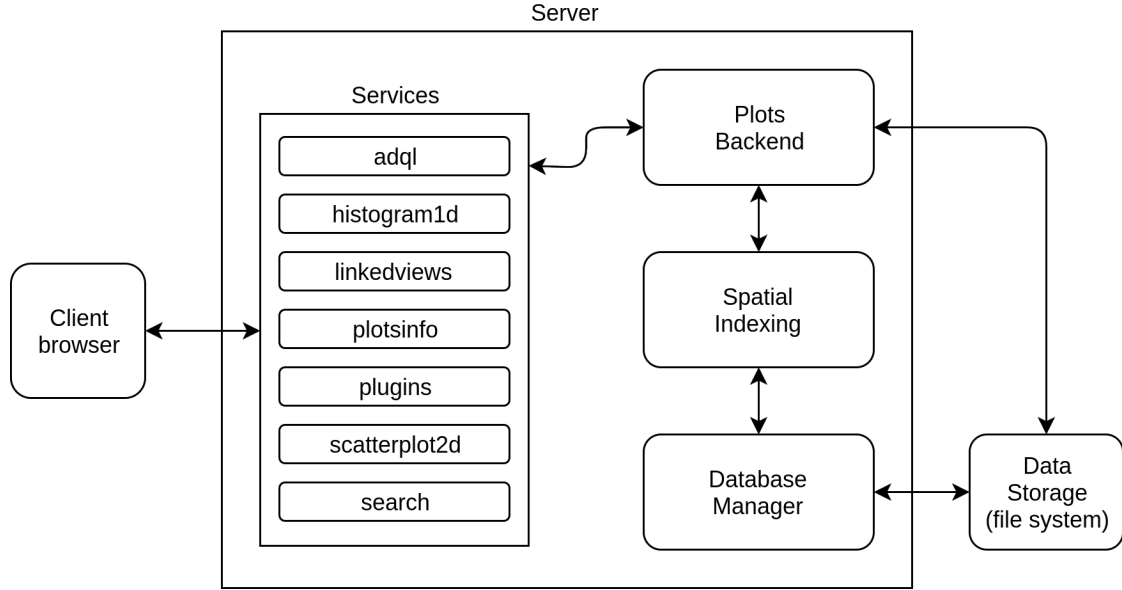 Server
Services
adql
histogram1d
linkedviews
plotsinfo
plugins
scatterplot2d
search
Client
browser
Plots
Backend
Spatial
Indexing
Database
Manager
Data
Storage
(file system)